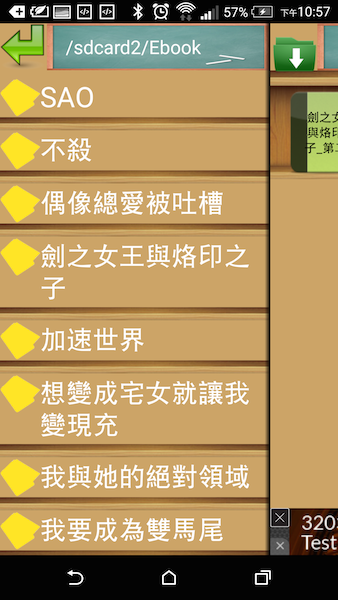 57% 下午10:57
/sdcard2/Ebook
SAO
不殺
偶像總愛被吐槽
劍之女王與烙印之
子
加速世界
想變成宅女就讓我
變現充
我與她的絕對領域
我要成為雙馬尾
劍之女
與烙印
子_第
320
Test